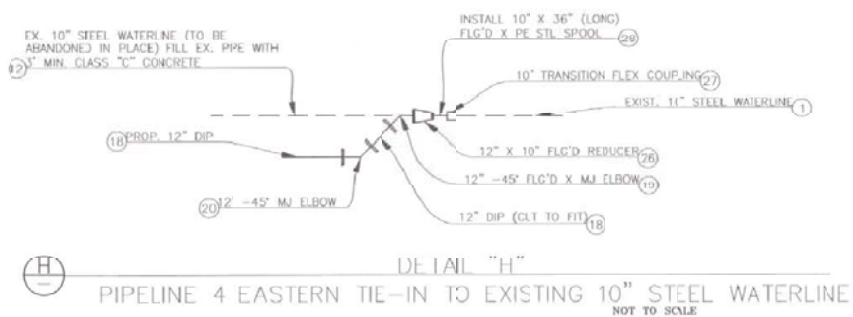 EX. 10" STEEL WATERLINE (TO BE
ABANDONED IN PLACE) FILL EX. PIPE WITH
3' MIN. CLASS "C" CONCRETE
12
INSTALL 10" X 36" (LONG)
FLG'D X PE STL SPOOL
10" TRANSITION FLEX COUPLING
27
EXIST. 10" STEEL WATERLINE
1
18
PROP. 12" DIP
12" X 10" FLG'D REDUCER
26
12" -45° FLG'D X MJ ELBOW
19
20
12' -45° MJ ELBOW
12" DIP (CUT TO FIT)
18
H
DETAIL "H"
PIPELINE 4 EASTERN TIE-IN TO EXISTING 10" STEEL WATERLINE
NOT TO SCALE